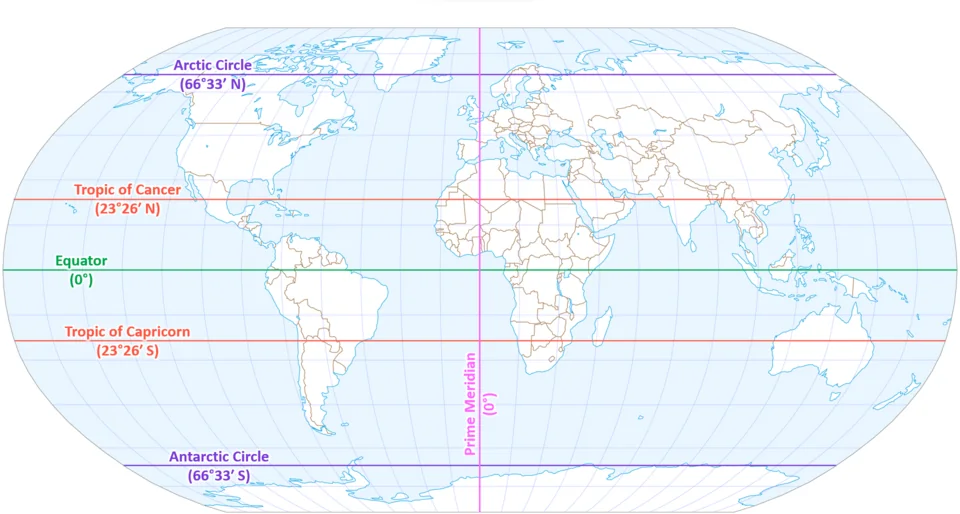 Arctic Circle
(66°33’ N)
Tropic of Cancer
(23°26’ N)
Equator
(0°)
Tropic of Capricorn
(23°26’ S)
Prime Meridian
(0°)
Antarctic Circle
(66°33’ S)